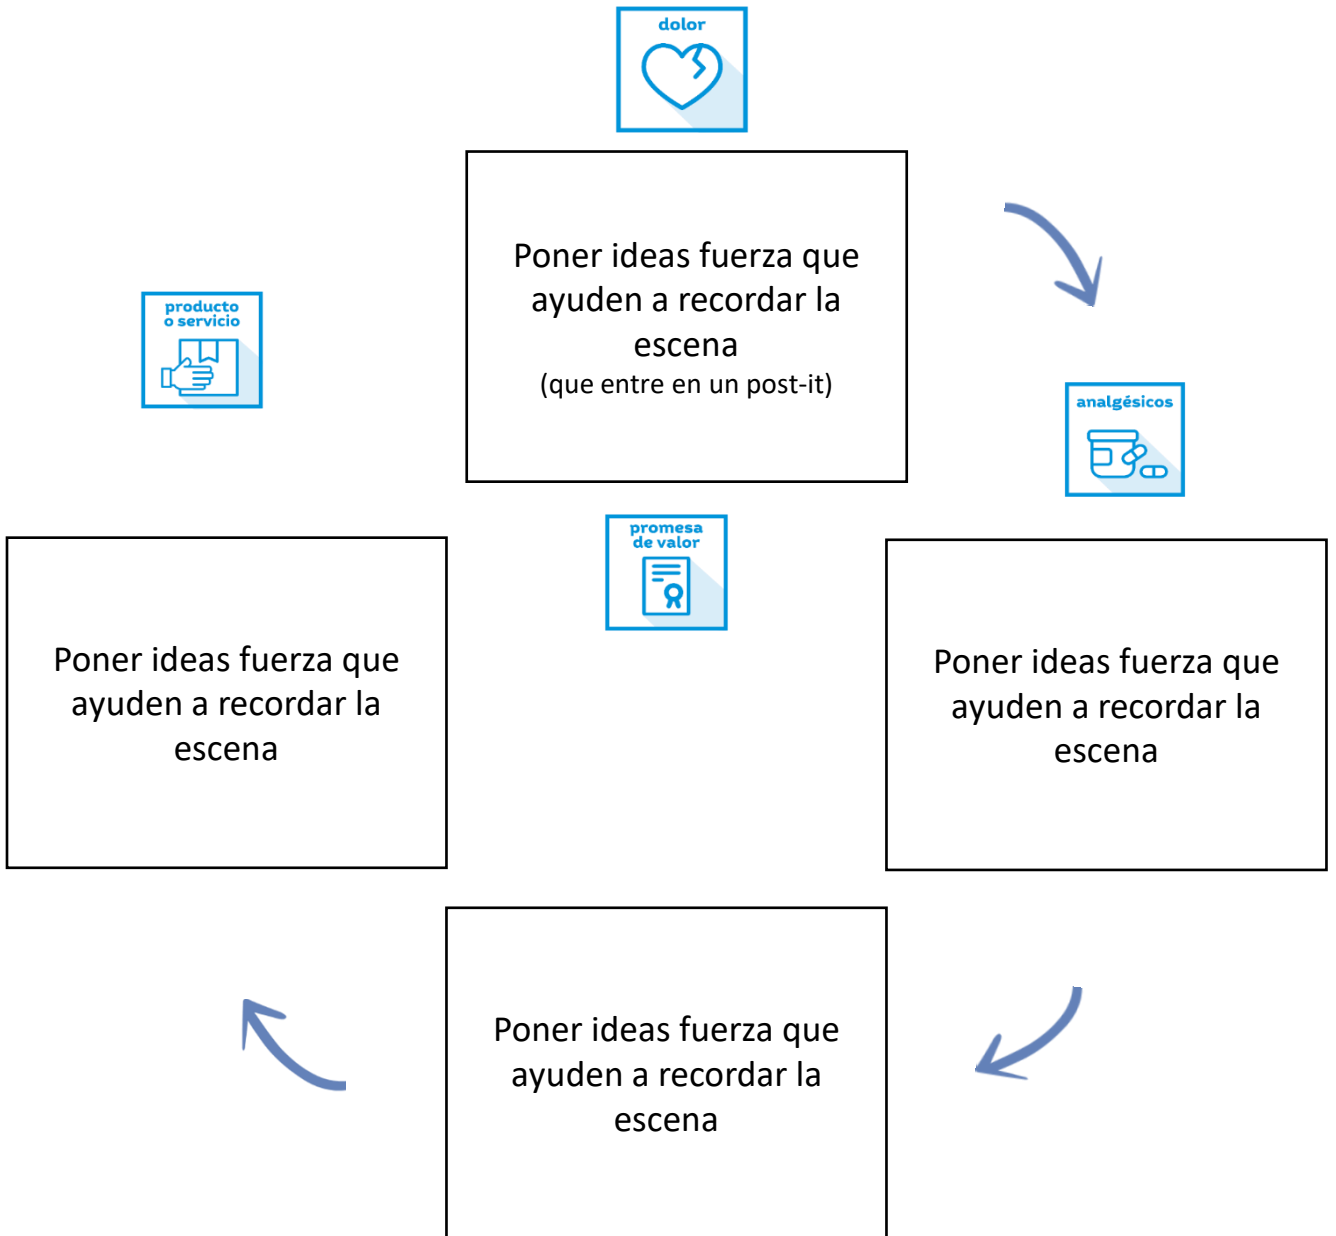 dolor
Poner ideas fuerza que
ayuden a recordar la
escena
(que entre en un post-it)
producto
o servicio
analgésicos
promesa
de valor
Poner ideas fuerza que
ayuden a recordar la
escena
Poner ideas fuerza que
ayuden a recordar la
escena
Poner ideas fuerza que
ayuden a recordar la
escena